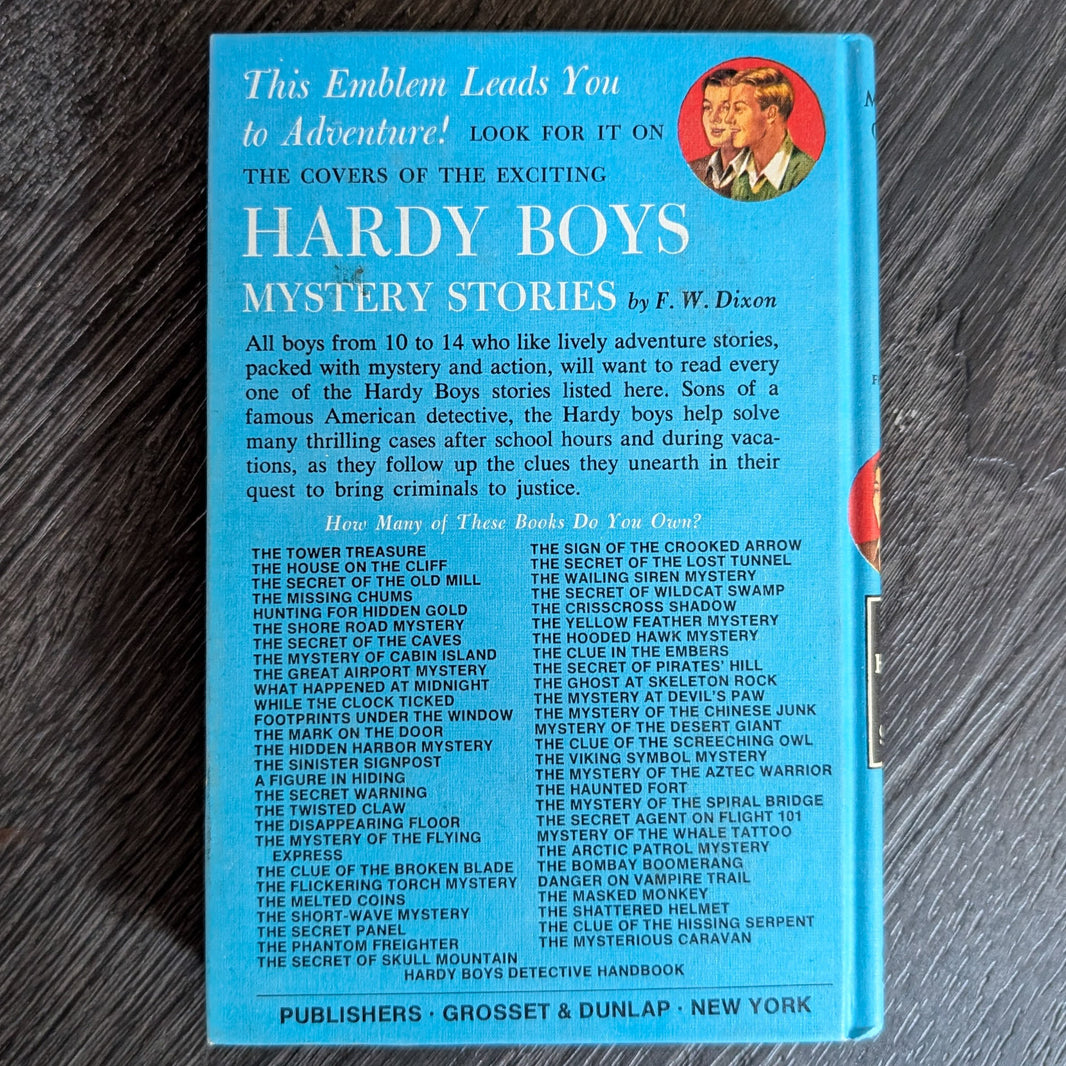 This Emblem Leads You
to Adventure! LOOK FOR IT ON
THE COVERS OF THE EXCITING
HARDY BOYS
MYSTERY STORIES by F. W. Dixon
All boys from 10 to 14 who like lively adventure stories,
packed with mystery and action, will want to read every
one of the Hardy Boys stories listed here. Sons of a
famous American detective, the Hardy boys help solve
many thrilling cases after school hours and during vaca-
tions, as they follow up the clues they unearth in their
quest to bring criminals to justice.
How Many of These Books Do You Own?
THE TOWER TREASURE
THE HOUSE ON THE CLIFF
THE SECRET OF THE OLD MILL
THE MISSING CHUMS
HUNTING FOR HIDDEN GOLD
THE SHORE ROAD MYSTERY
THE SECRET OF THE CAVES
THE MYSTERY OF CABIN ISLAND
THE GREAT AIRPORT MYSTERY
WHAT HAPPENED AT MIDNIGHT
WHILE THE CLOCK TICKED
FOOTPRINTS UNDER THE WINDOW
THE MARK ON THE DOOR
THE HIDDEN HARBOR MYSTERY
THE SINISTER SIGNPOST
A FIGURE IN HIDING
THE SECRET WARNING
THE TWISTED CLAW
THE DISAPPEARING FLOOR
THE MYSTERY OF THE FLYING
EXPRESS
THE CLUE OF THE BROKEN BLADE
THE FLICKERING TORCH MYSTERY
THE MELTED COINS
THE SHORT-WAVE MYSTERY
THE SECRET PANEL
THE PHANTOM FREIGHTER
THE SECRET OF SKULL MOUNTAIN
THE SIGN OF THE CROOKED ARROW
THE SECRET OF THE LOST TUNNEL
THE WAILING SIREN MYSTERY
THE SECRET OF WILDCAT SWAMP
THE CRISSCROSS SHADOW
THE YELLOW FEATHER MYSTERY
THE HOODED HAWK MYSTERY
THE CLUE IN THE EMBERS
THE SECRET OF PIRATES' HILL
THE GHOST AT SKELETON ROCK
THE MYSTERY AT DEVIL'S PAW
THE MYSTERY OF THE CHINESE JUNK
MYSTERY OF THE DESERT GIANT
THE CLUE OF THE SCREECHING OWL
THE VIKING SYMBOL MYSTERY
THE MYSTERY OF THE AZTEC WARRIOR
THE HAUNTED FORT
THE MYSTERY OF THE SPIRAL BRIDGE
THE SECRET AGENT ON FLIGHT 101
MYSTERY OF THE WHALE TATTOO
THE ARCTIC PATROL MYSTERY
THE BOMBAY BOOMERANG
DANGER ON VAMPIRE TRAIL
THE MASKED MONKEY
THE SHATTERED HELMET
THE CLUE OF THE HISSING SERPENT
THE MYSTERIOUS CARAVAN
HARDY BOYS DETECTIVE HANDBOOK
PUBLISHERS · GROSSET & DUNLAP · NEW YORK